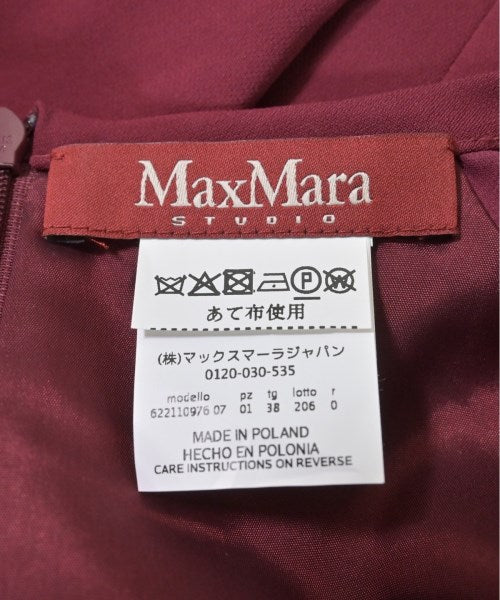 MaxMara
STUDIO
P W
あて布使用
(株)マックスマーラジャパン
0120-030-535
modello pz tg lotto r
622110976 07 01 38 206 0
MADE IN POLAND
HECHO EN POLONIA
CARE INSTRUCTIONS ON REVERSE